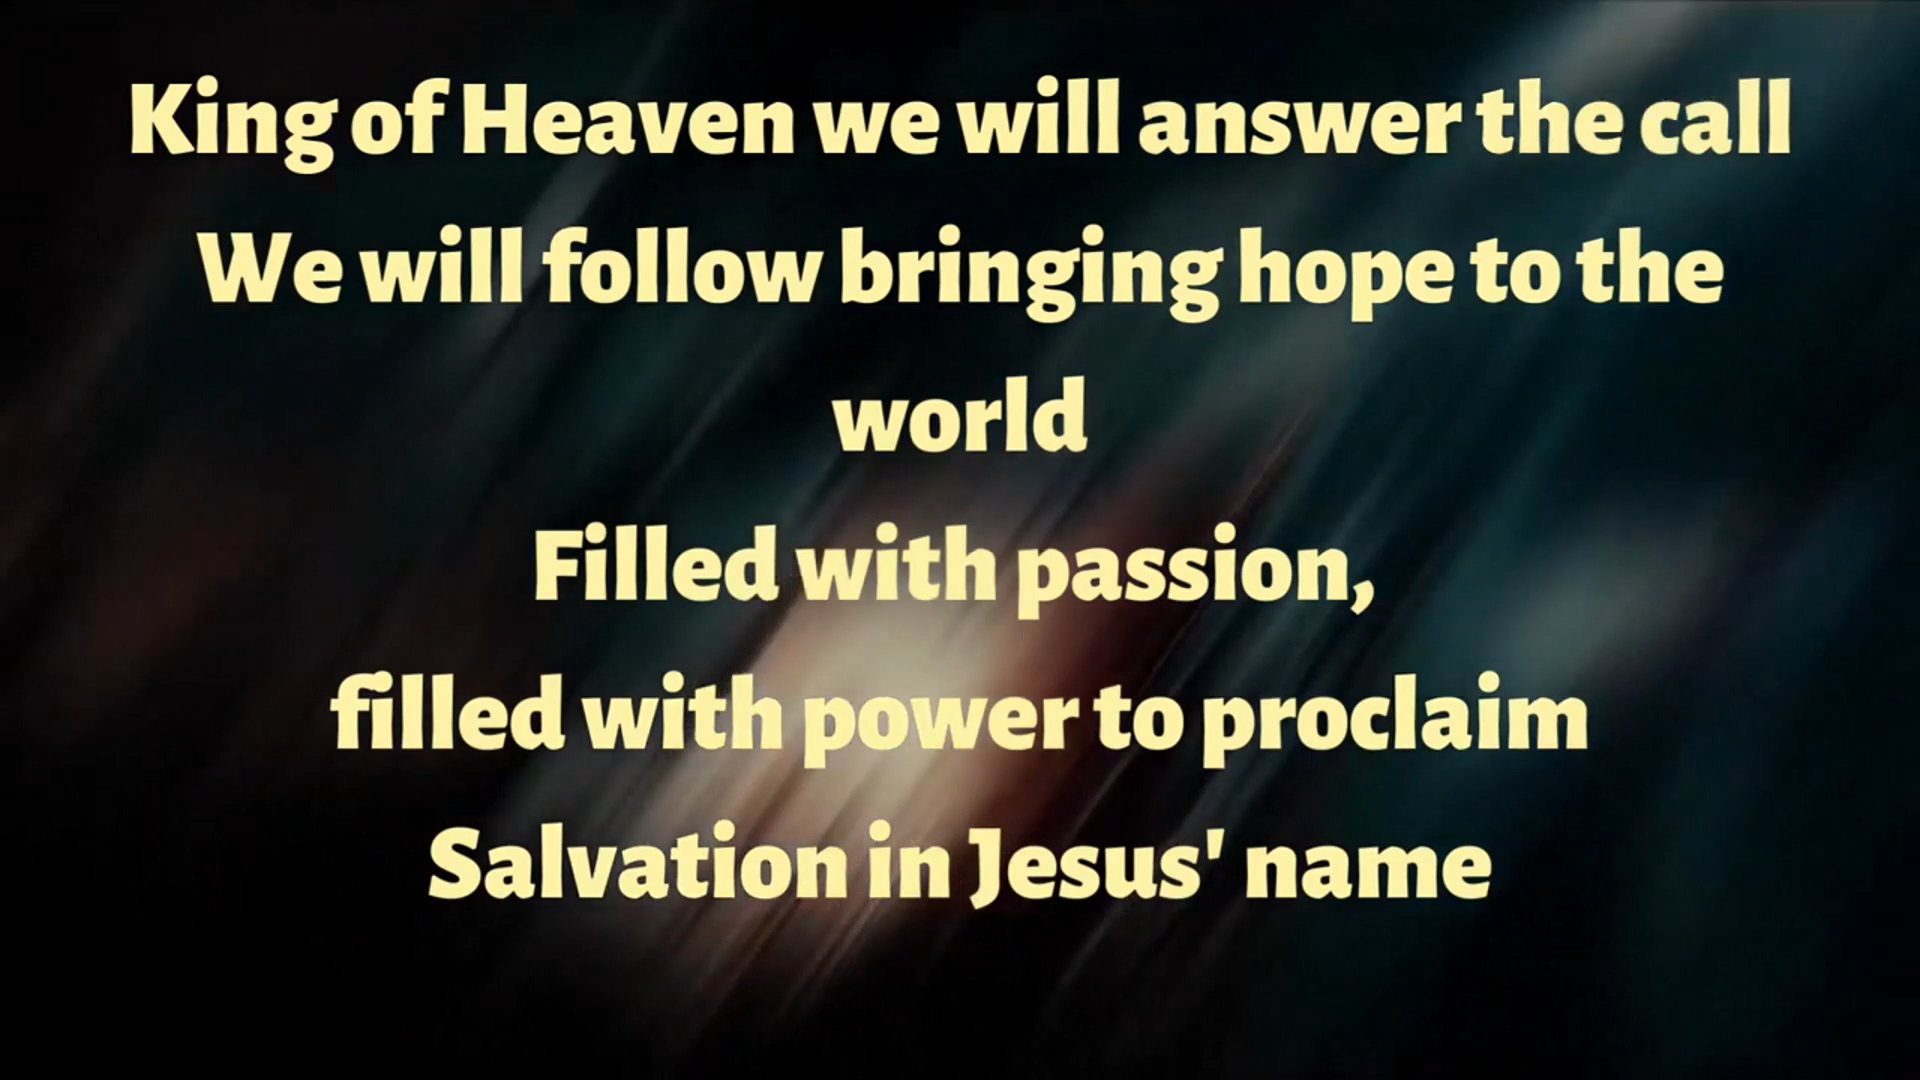 King of Heaven we will answer the call
We will follow bringing hope to the
world
Filled with passion,
filled with power to proclaim
Salvation in Jesus' name